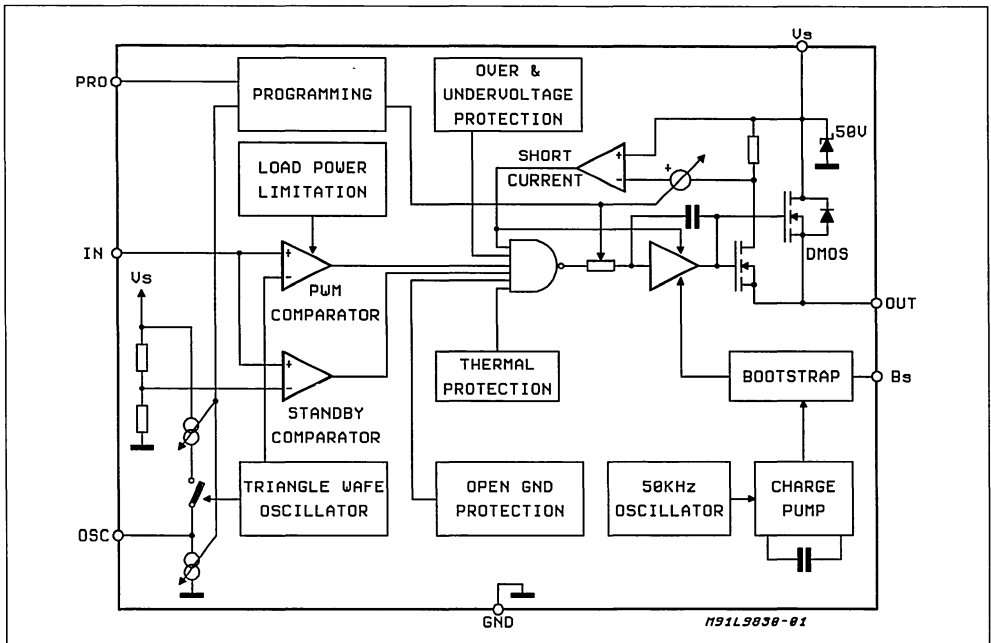 Vs
PRO
PROGRAMMING
OVER &
UNDERVOLTAGE
PROTECTION
50V
LOAD POWER
LIMITATION
SHORT
CURRENT
+
-
+
IN
+
-
DMOS
Vs
PWM
COMPARATOR
OUT
+
-
THERMAL
PROTECTION
BOOTSTRAP
Bs
STANDBY
COMPARATOR
TRIANGLE WAFE
OSCILLATOR
OPEN GND
PROTECTION
50KHz
OSCILLATOR
CHARGE
PUMP
OSC
GND
M91L9830-01